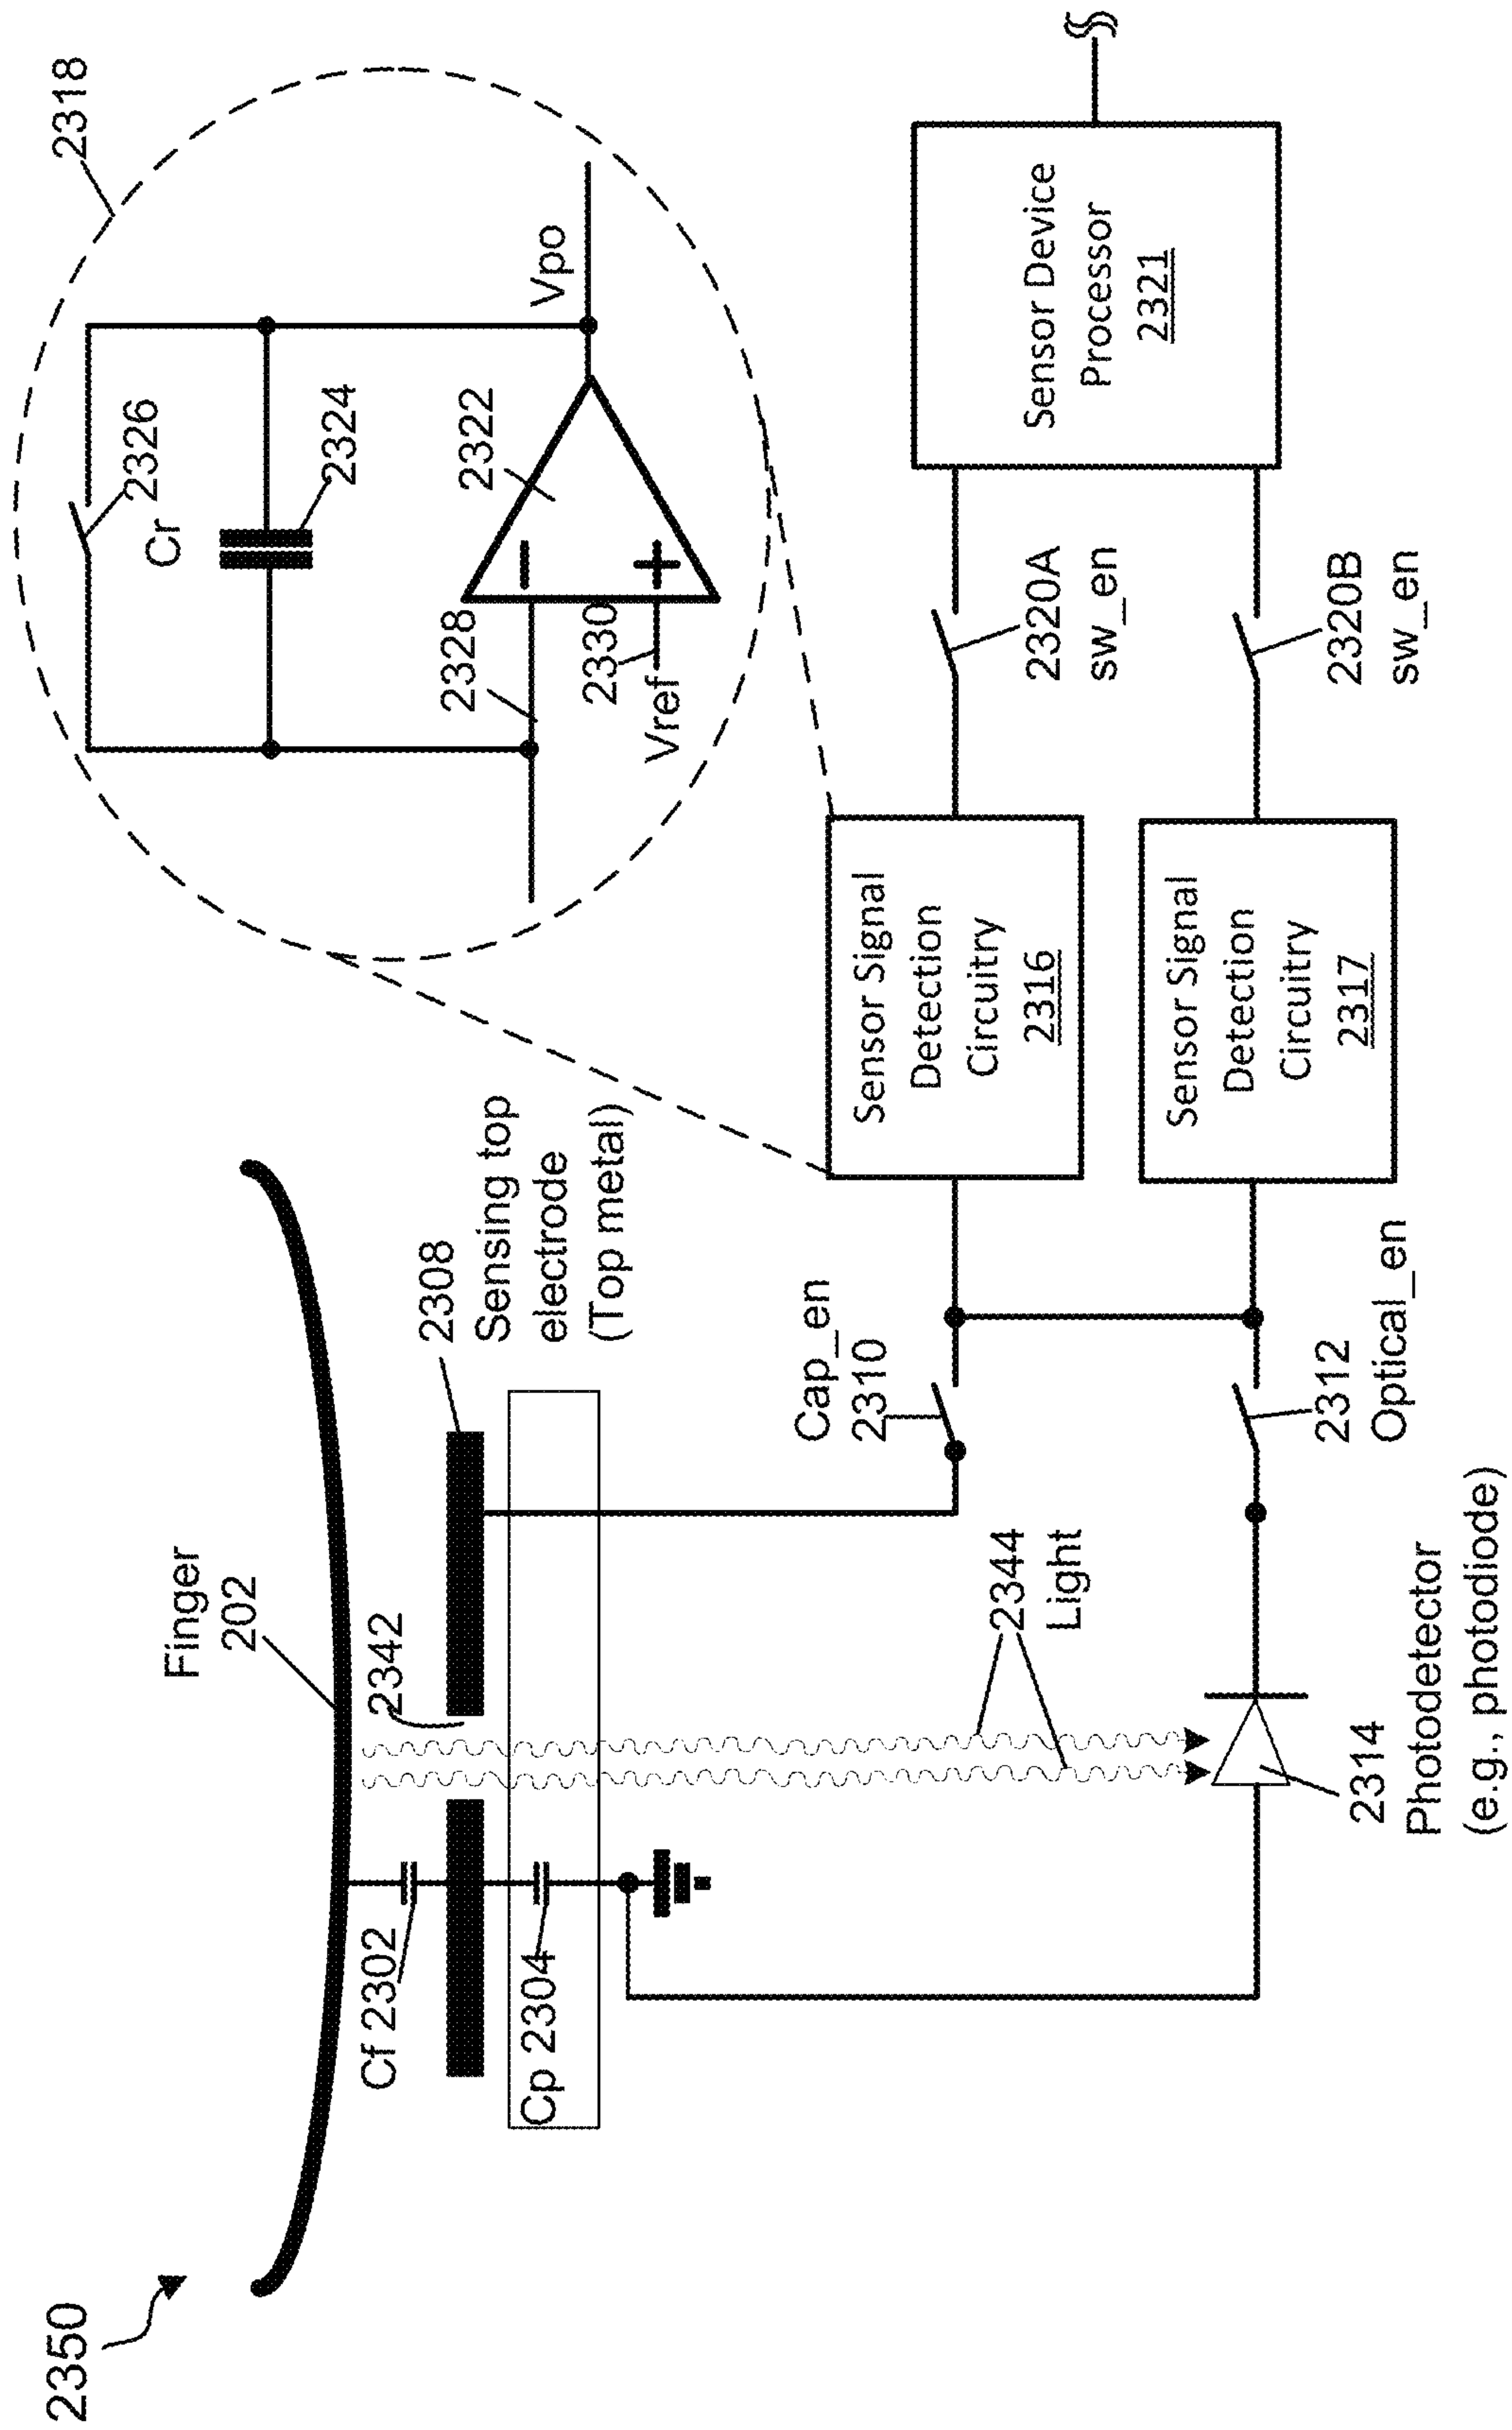 2350
Finger
202
2342
Cf 2302
Cp 2304
2308
Sensing top
electrode
(Top metal)
2344
Light
2314
Photodetector
(e.g., photodiode)
Cap_en
2310
2312
Optical_en
Sensor Signal
Detection
Circuitry
2316
Sensor Signal
Detection
Circuitry
2317
2318
2326
Cr
2324
2322
2328
2330
Vref
Vpo
−
+
2320A
sw_en
2320B
sw_en
Sensor Device
Processor
2321